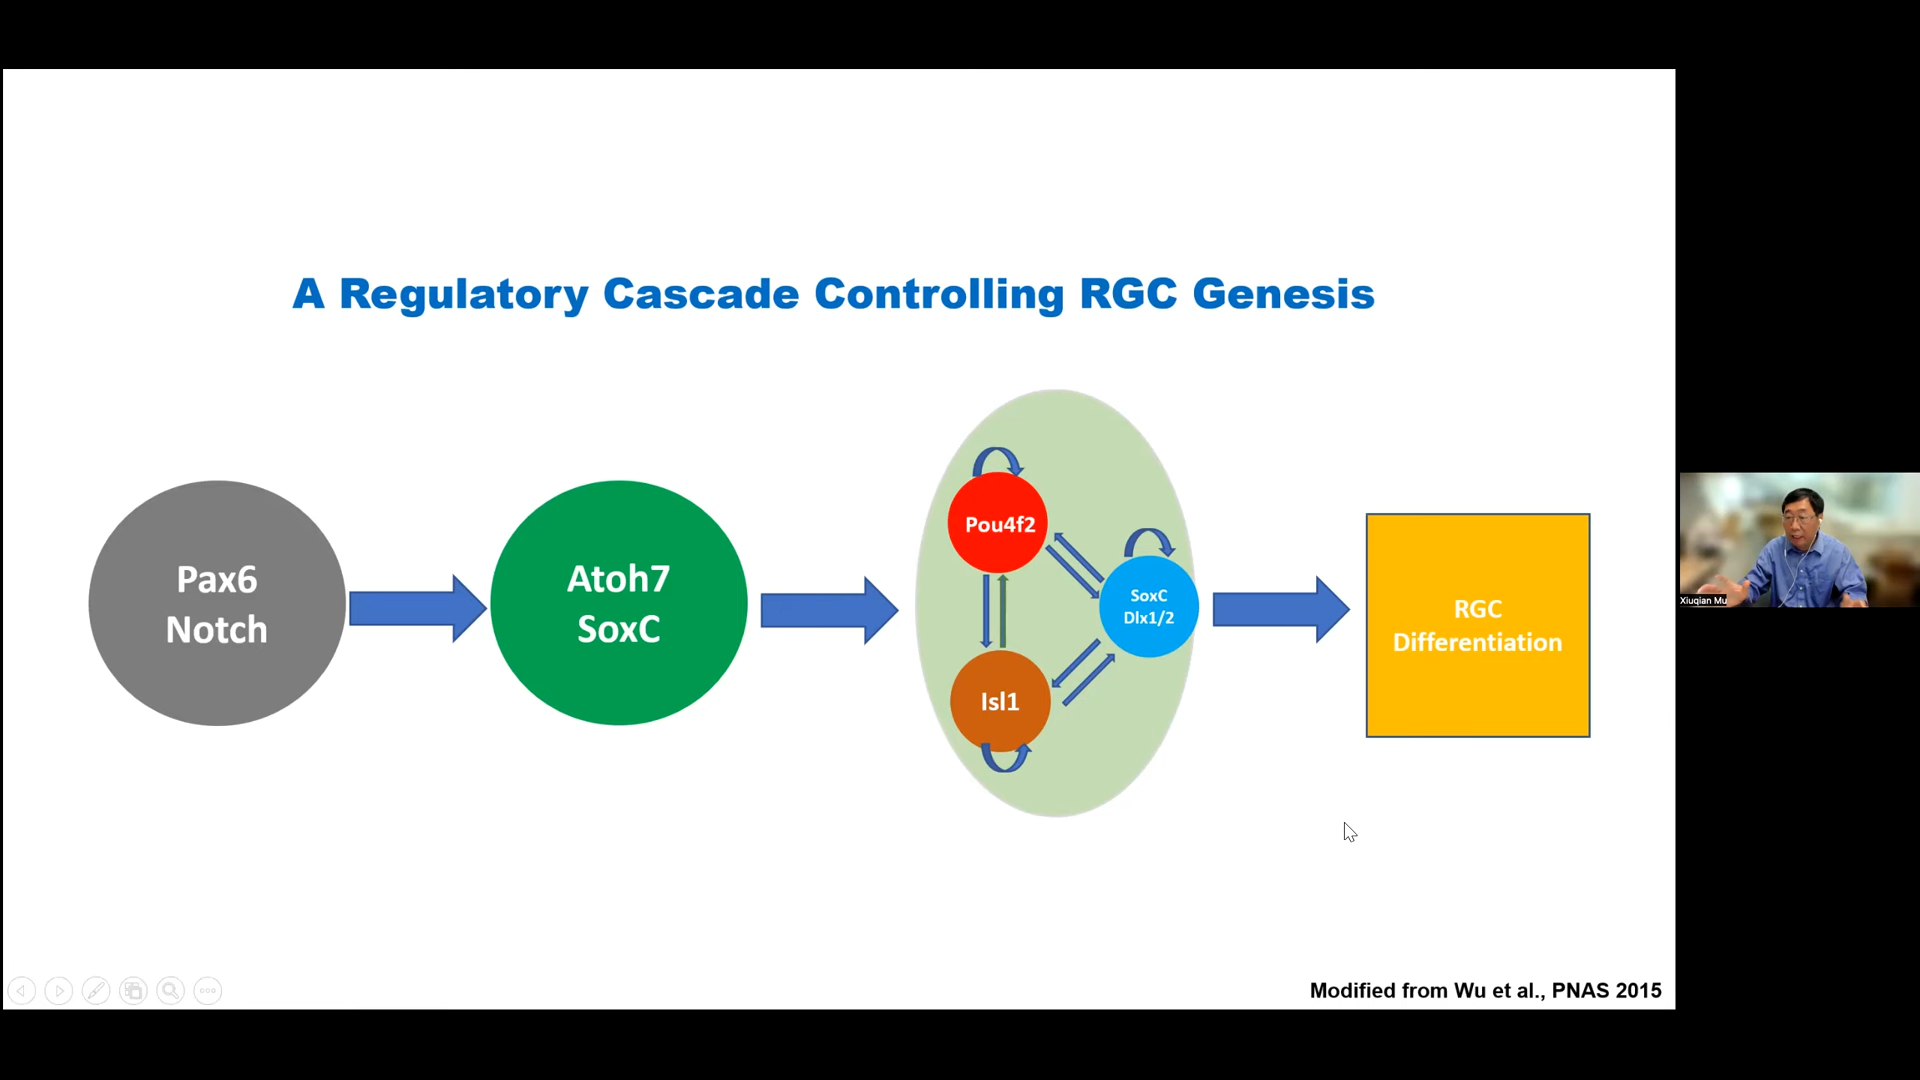 A Regulatory Cascade Controlling RGC Genesis
Pax6
Notch
Atoh7
SoxC
Pou4f2
SoxC
Dlx1/2
Isl1
RGC
Differentiation
Xiuqian Mu
Modified from Wu et al., PNAS 2015